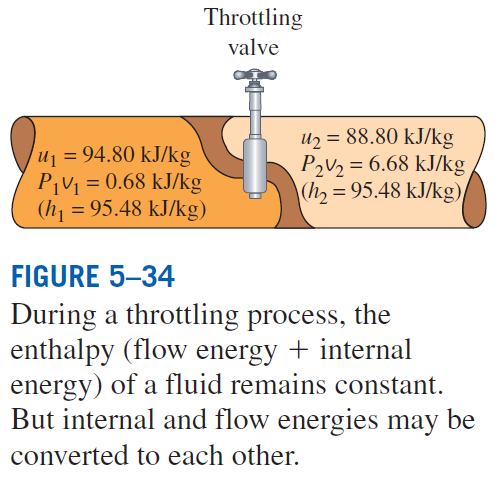 Throttling
valve
u₁ = 94.80 kJ/kg
P₁v₁ = 0.68 kJ/kg
(h₁ = 95.48 kJ/kg)
u₂ = 88.80 kJ/kg
P₂v₂ = 6.68 kJ/kg
(h₂ = 95.48 kJ/kg)
FIGURE 5–34
During a throttling process, the
enthalpy (flow energy + internal
energy) of a fluid remains constant.
But internal and flow energies may be
converted to each other.